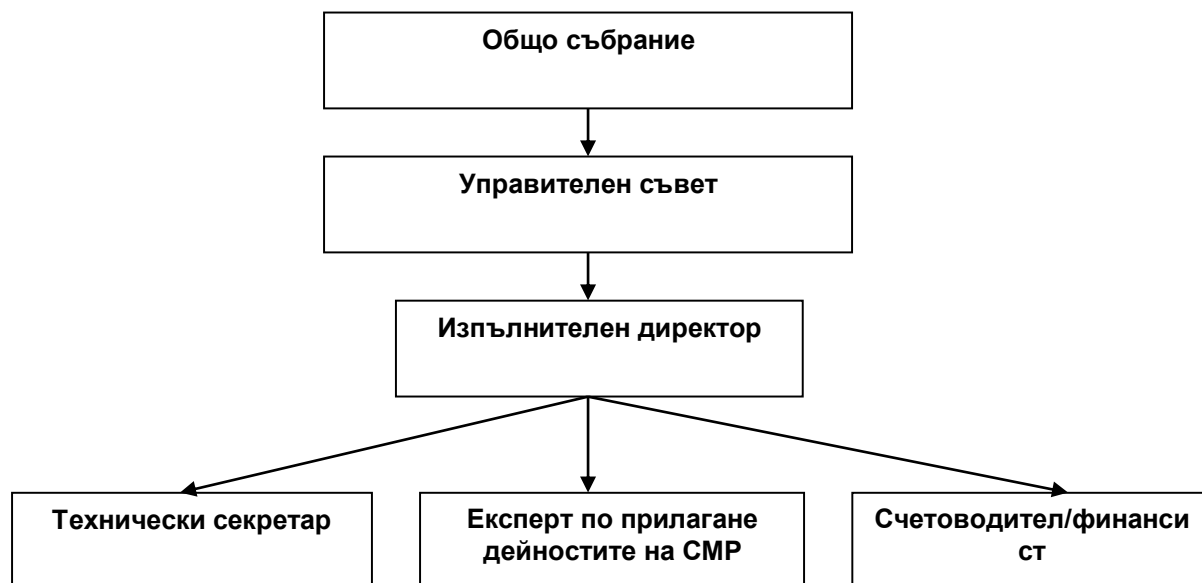 Общо събрание
Управителен съвет
Изпълнителен директор
Технически секретар
Експерт по прилагане
дейностите на СМР
Счетоводител/финанси
ст